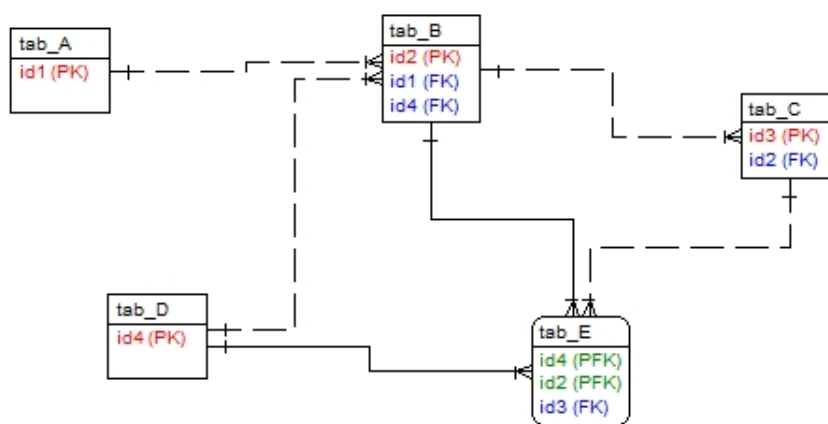 tab_A
id1 (PK)
tab_B
id2 (PK)
id1 (FK)
id4 (FK)
tab_C
id3 (PK)
id2 (FK)
tab_D
id4 (PK)
tab_E
id4 (PFK)
id2 (PFK)
id3 (FK)